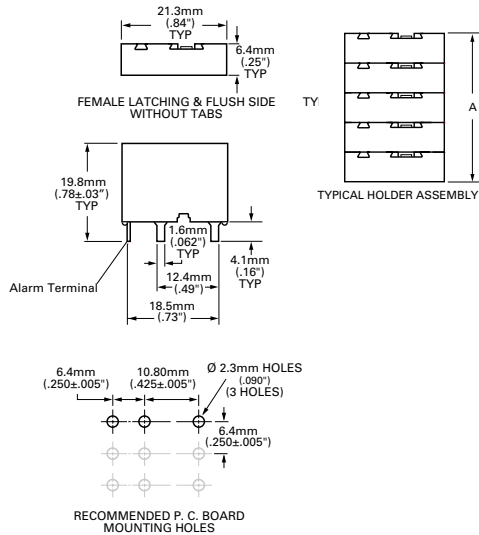 21.3mm
(.84")
TYP
6.4mm
(.25")
TYP
FEMALE LATCHING & FLUSH SIDE
WITHOUT TABS
TYI
A
TYPICAL HOLDER ASSEMBLY
19.8mm
(.78±.03")
TYP
1.6mm
(.062")
TYP
4.1mm
(.16")
TYP
12.4mm
(.49")
Alarm Terminal
18.5mm
(.73")
6.4mm
(.250±.005")
10.80mm
(.425±.005")
Ø 2.3mm HOLES
(.090")
(3 HOLES)
6.4mm
(.250±.005")
RECOMMENDED P. C. BOARD
MOUNTING HOLES